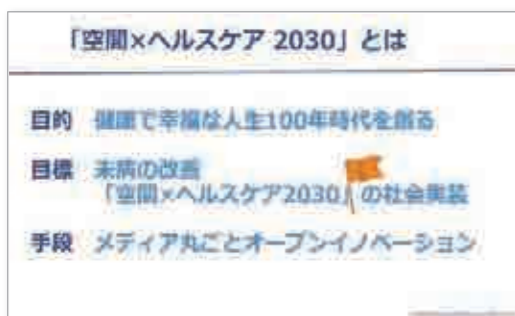 「空間×ヘルスケア 2030」とは
目的 健康で幸福な人生100年時代を創る
目標 未病の改善
「空間×ヘルスケア2030」の社会実装
手段 メディア丸ごとオープンイノベーション